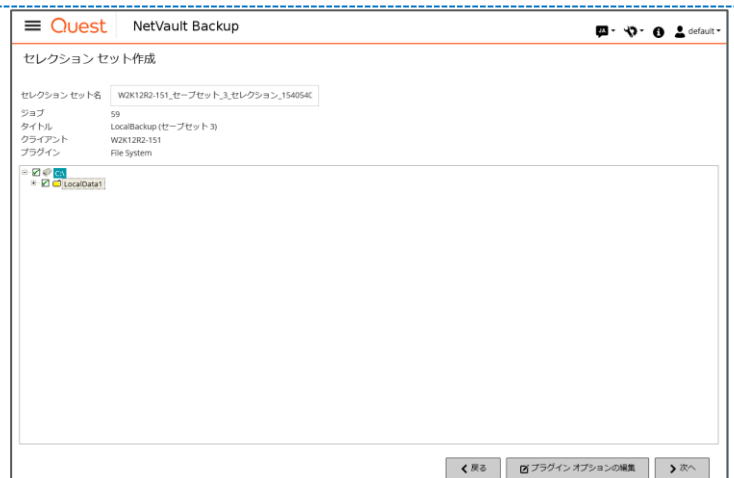 Quest NetVault Backup
JA default
セレクション セット作成
セレクション セット名 W2K12R2-151_セーブセット_3_セレクション_154054C
ジョブ 59
タイトル LocalBackup (セーブセット 3)
クライアント W2K12R2-151
プラグイン File System
C:\
LocalData1
戻る プラグイン オプションの編集 次へ